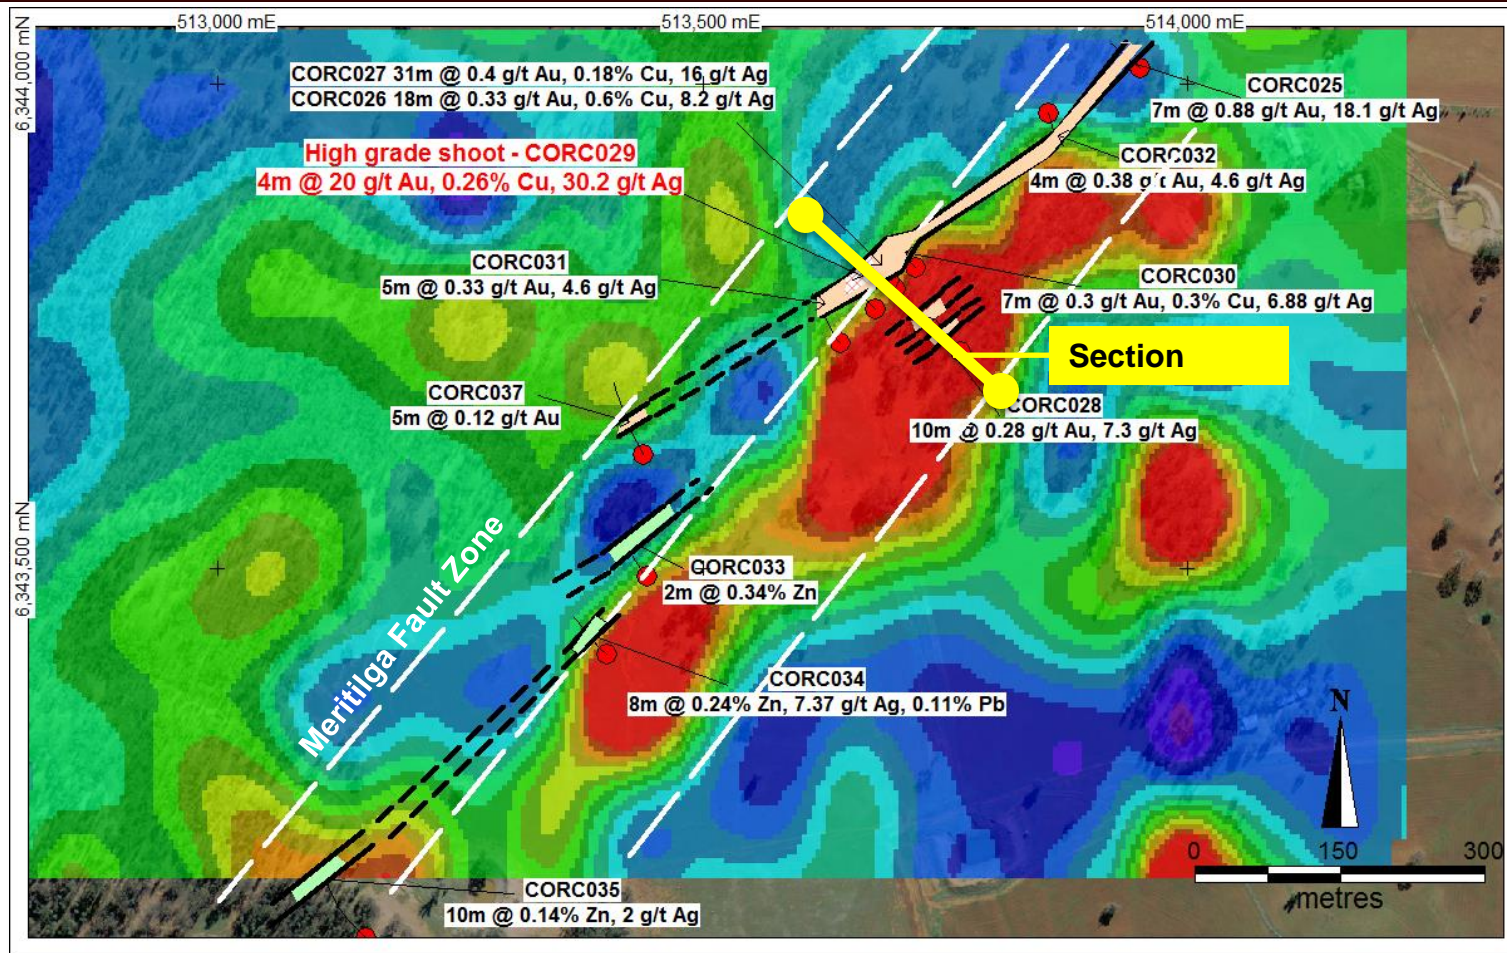 513,000 mE
513,500 mE
514,000 mE
6,344,000 mN
CORC027 31m @ 0.4 g/t Au, 0.18% Cu, 16 g/t Ag
CORC026 18m @ 0.33 g/t Au, 0.6% Cu, 8.2 g/t Ag
CORC025
7m @ 0.88 g/t Au, 18.1 g/t Ag
High grade shoot - CORC029
4m @ 20 g/t Au, 0.26% Cu, 30.2 g/t Ag
CORC032
4m @ 0.38 g/t Au, 4.6 g/t Ag
CORC031
5m @ 0.33 g/t Au, 4.6 g/t Ag
CORC030
7m @ 0.3 g/t Au, 0.3% Cu, 6.88 g/t Ag
Section
CORC037
5m @ 0.12 g/t Au
CORC028
10m @ 0.28 g/t Au, 7.3 g/t Ag
6,343,500 mN
Meritilga Fault Zone
CORC033
2m @ 0.34% Zn
CORC034
8m @ 0.24% Zn, 7.37 g/t Ag, 0.11% Pb
N
0 150 300
metres
CORC035
10m @ 0.14% Zn, 2 g/t Ag